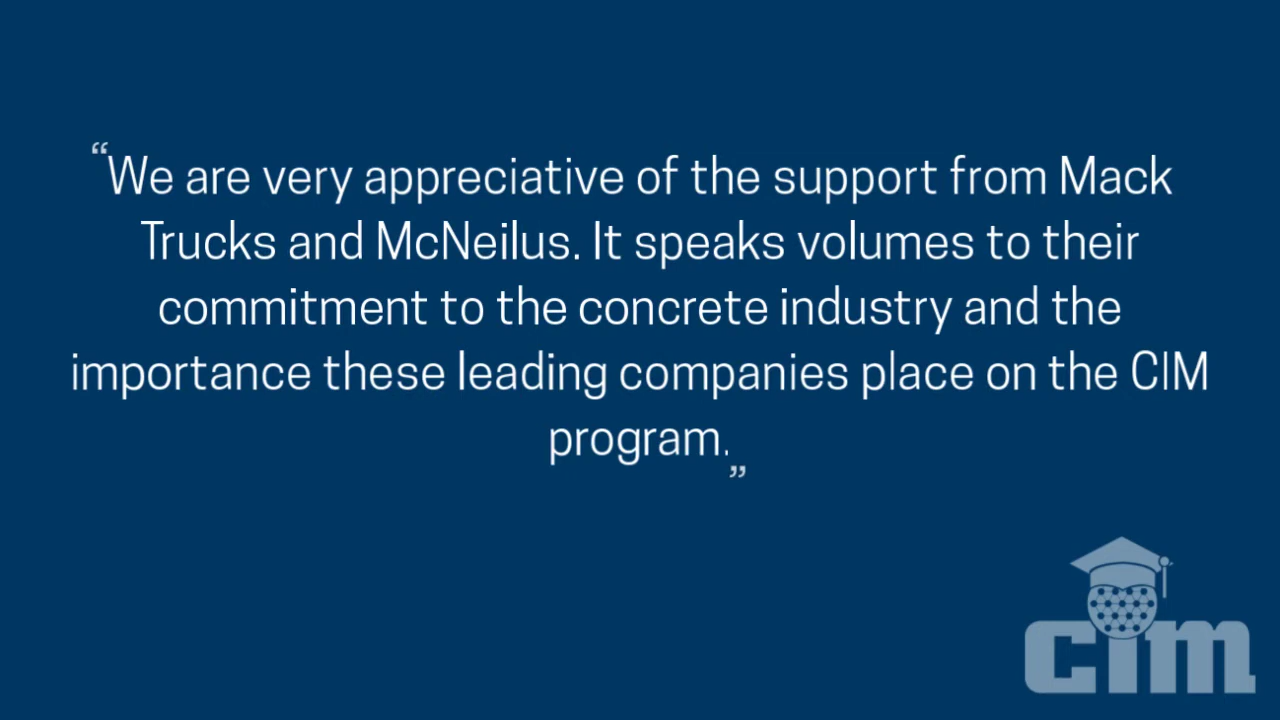 “We are very appreciative of the support from Mack
Trucks and McNeilus. It speaks volumes to their
commitment to the concrete industry and the
importance these leading companies place on the CIM
program.”
cim